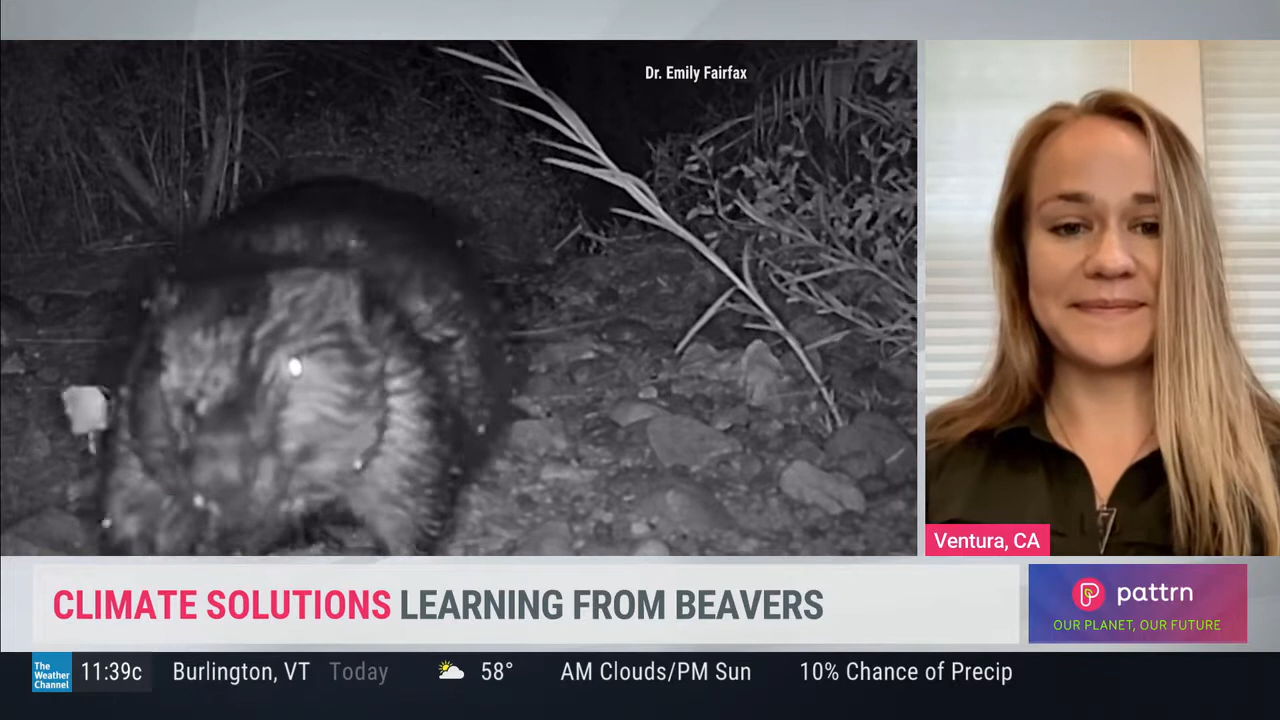 Dr. Emily Fairfax
Ventura, CA
CLIMATE SOLUTIONS LEARNING FROM BEAVERS
pattrn
OUR PLANET, OUR FUTURE
The
Weather
Channel
11:39c Burlington, VT Today 58° AM Clouds/PM Sun 10% Chance of Precip